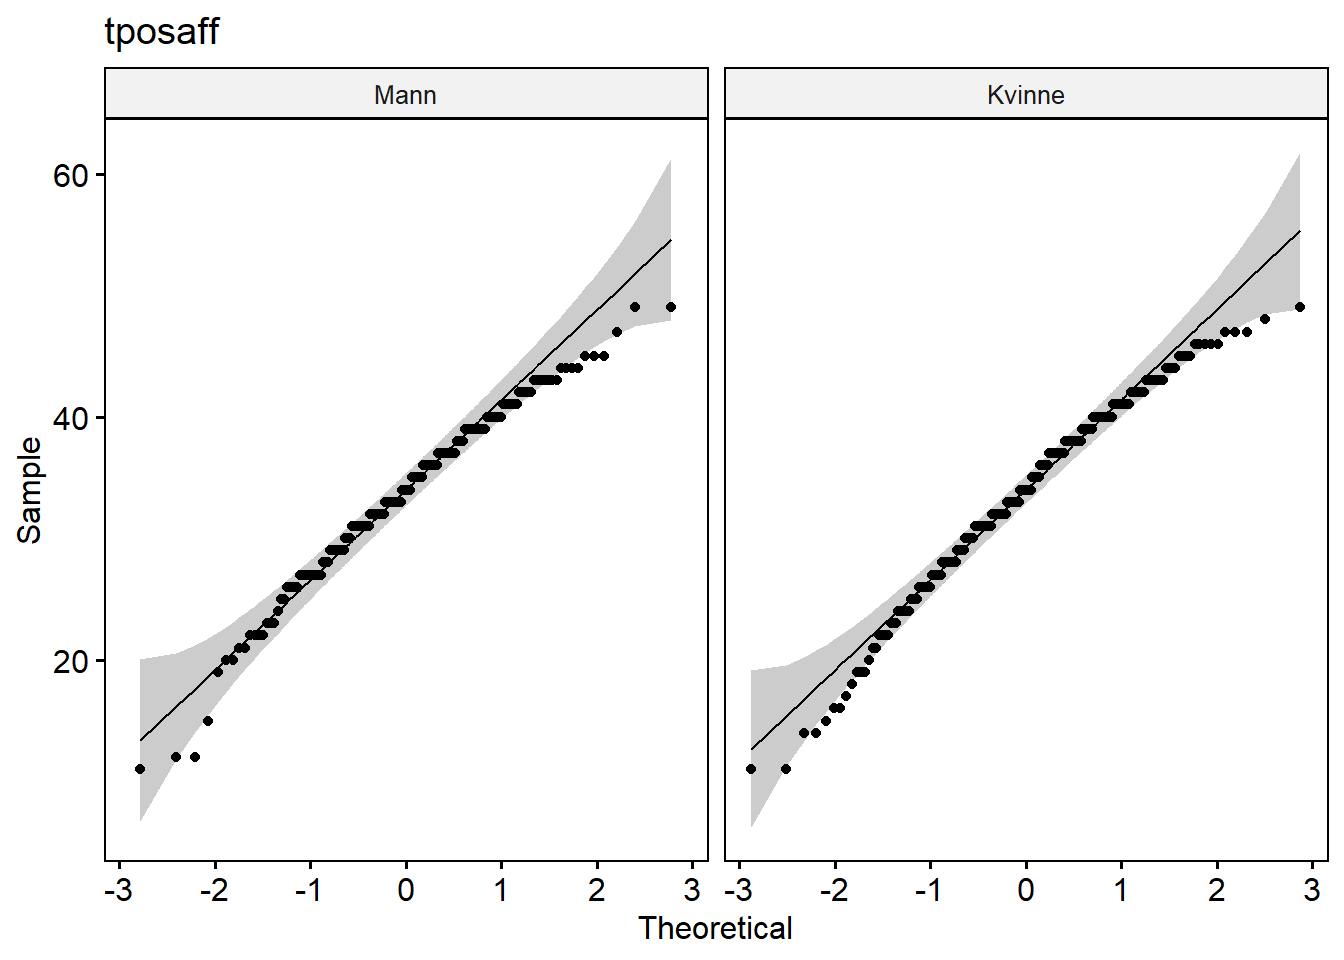 tposaff
Mann
Kvinne
60
40
20
Sample
-3 -2 -1 0 1 2 3
-3 -2 -1 0 1 2 3
Theoretical